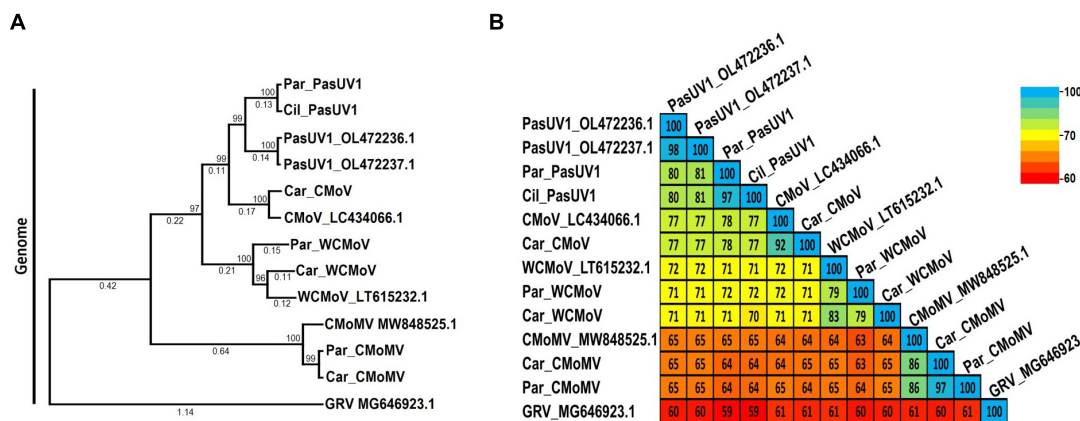 A
B
Genome
Par_PasUV1
Cil_PasUV1
PasUV1_OL472236.1
PasUV1_OL472237.1
Car_CMoV
CMoV_LC434066.1
Par_WCMoV
Car_WCMoV
WCMoV_LT615232.1
CMoMV MW848525.1
Par_CMoMV
Car_CMoMV
GRV MG646923.1
100
0.13
99
100
0.14
99
0.11
100
0.17
97
0.22
0.15
100
0.21
96
0.11
0.12
0.42
100
0.64
99
1.14
PasUV1_OL472236.1
PasUV1_OL472237.1
Par_PasUV1
Cil_PasUV1
CMoV_LC434066.1
Car_CMoV
WCMoV_LT615232.1
Par_WCMoV
Car_WCMoV
CMoMV_MW848525.1
Car_CMoMV
Par_CMoMV
GRV_MG646923
PasUV1_OL472236.1 100
PasUV1_OL472237.1 98 100
Par_PasUV1 80 81 100
Cil_PasUV1 80 81 97 100
CMoV_LC434066.1 77 77 78 77 100
Car_CMoV 77 77 78 77 92 100
WCMoV_LT615232.1 72 72 71 71 72 71 100
Par_WCMoV 71 71 72 72 72 71 79 100
Car_WCMoV 71 71 71 70 71 71 83 79 100
CMoMV_MW848525.1 65 65 65 65 64 64 64 63 64 100
Car_CMoMV 65 65 64 64 64 65 65 63 65 86 100
Par_CMoMV 65 65 64 64 65 65 64 64 65 86 97 100
GRV_MG646923.1 60 60 59 59 61 61 61 60 60 61 60 61 100
100
70
60